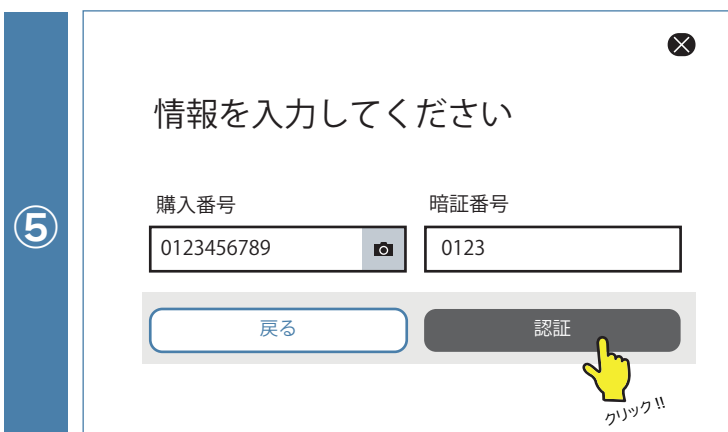 ⑤
情報を入力してください
購入番号 暗証番号
0123456789 0123
戻る 認証
クリック!!